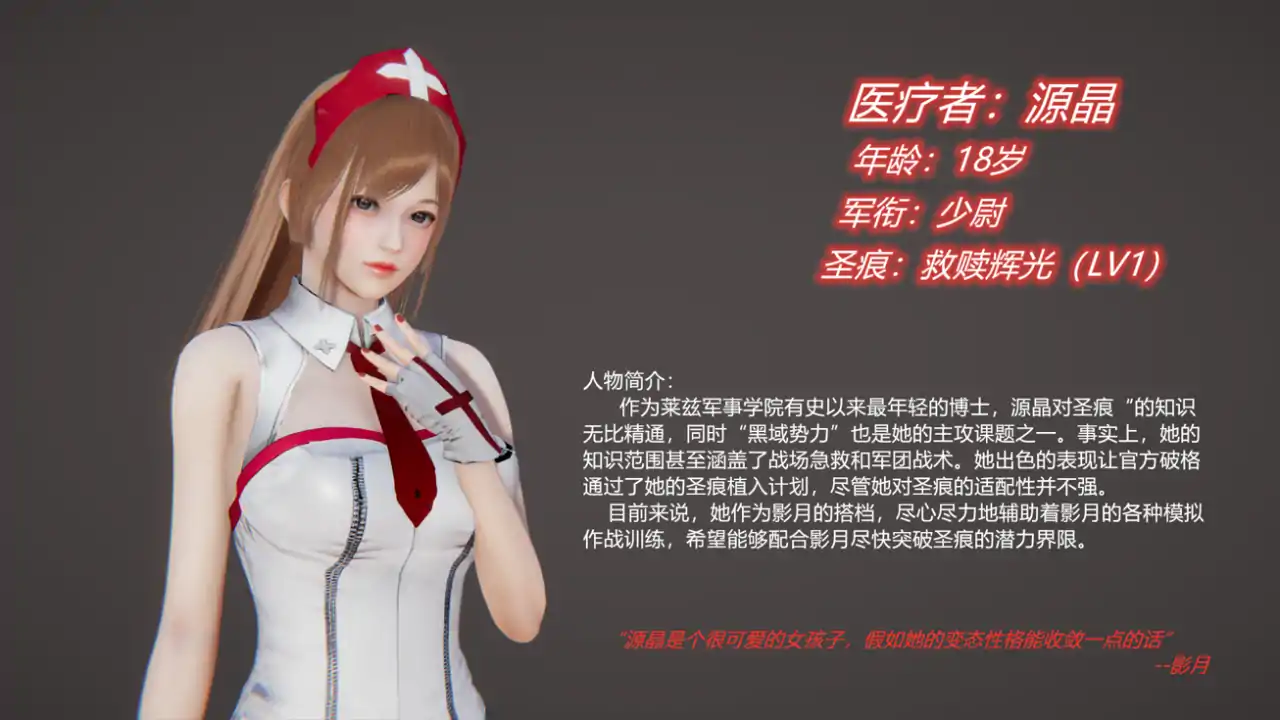 医疗者：源晶
年龄：18岁
军衔：少尉
圣痕：救赎辉光（LV1）
人物简介：
作为莱兹军事学院有史以来最年轻的博士，源晶对圣痕“的知识
无比精通，同时“黑域势力”也是她的主攻课题之一。事实上，她的
知识范围甚至涵盖了战场急救和军团战术。她出色的表现让官方破格
通过了她的圣痕植入计划，尽管她对圣痕的适配性并不强。
目前来说，她作为影月的搭档，尽心尽力地辅助着影月的各种模拟
作战训练，希望能够配合影月尽快突破圣痕的潜力界限。
“源晶是个很可爱的女孩子，假如她的变态性格能收敛一点的话”
--影月